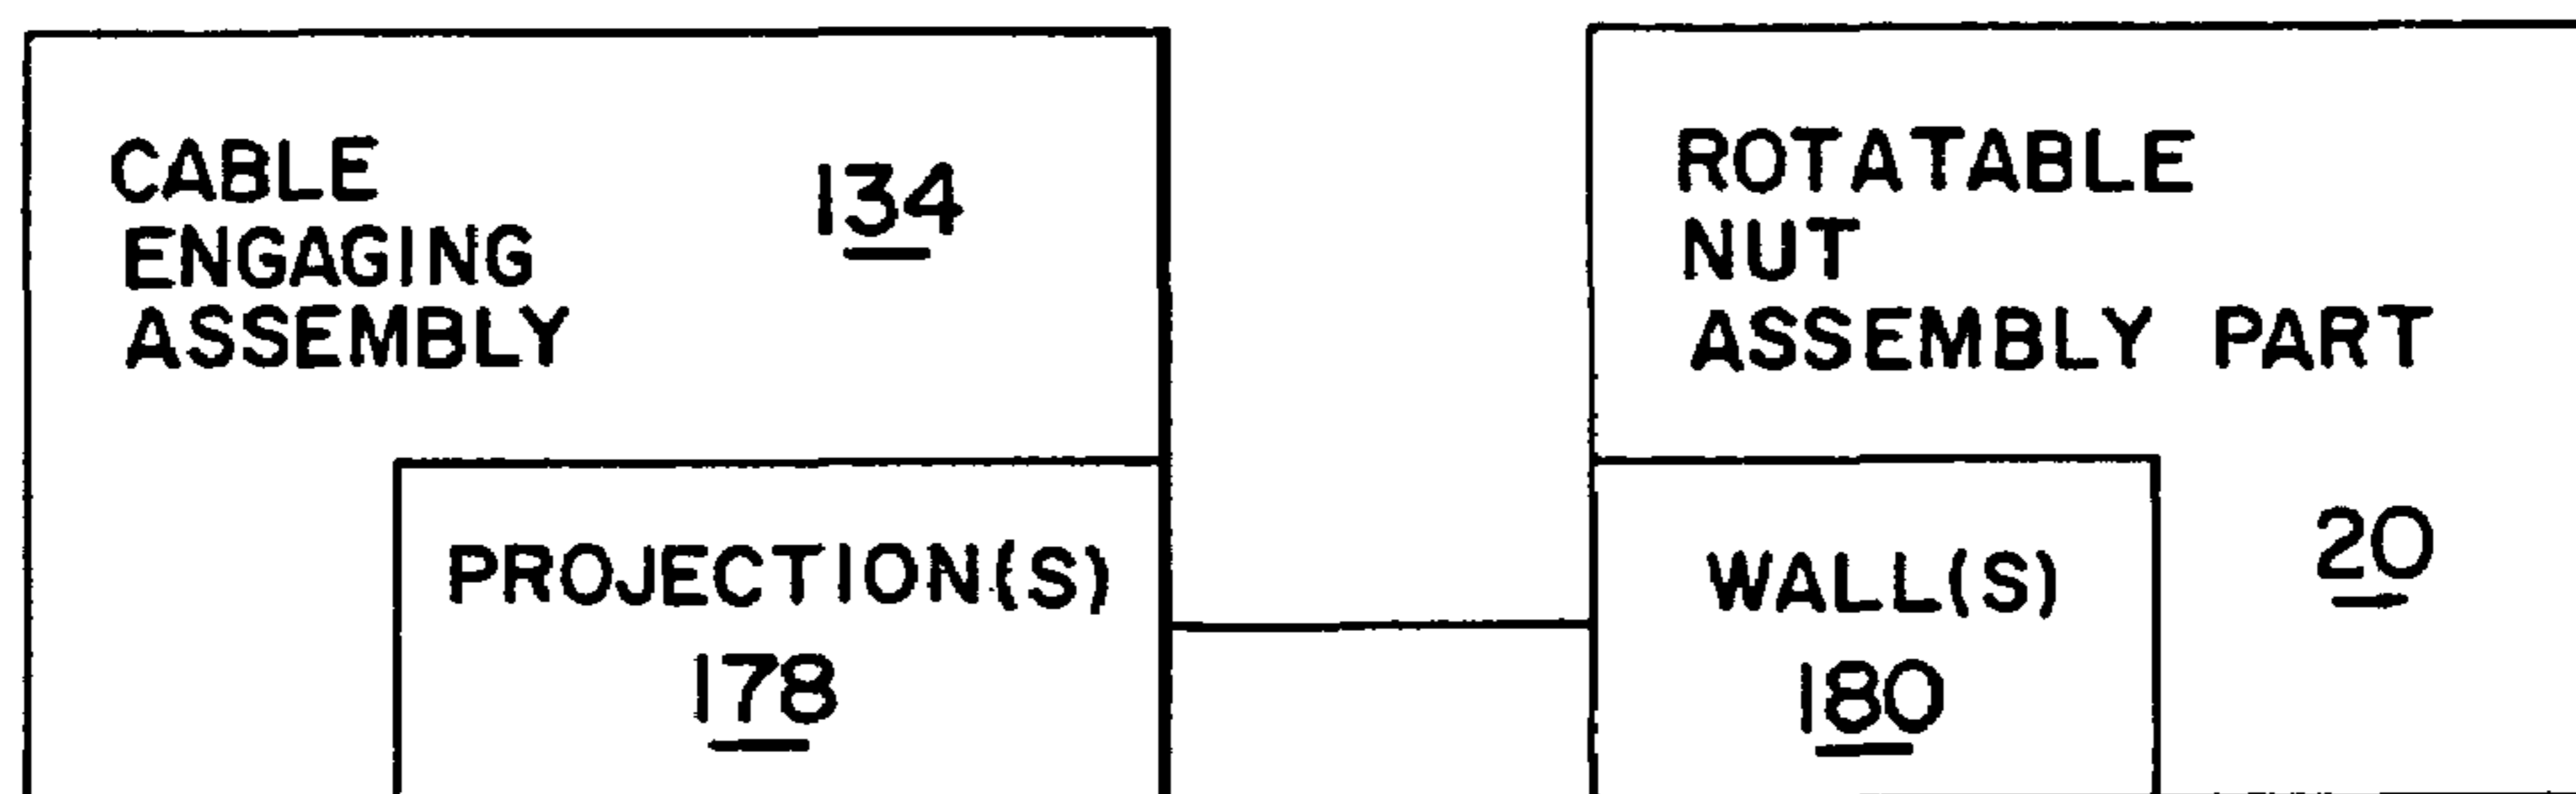 CABLE
ENGAGING
ASSEMBLY
134
PROJECTION(S)
178
ROTATABLE
NUT
ASSEMBLY PART
WALL(S)
180
20